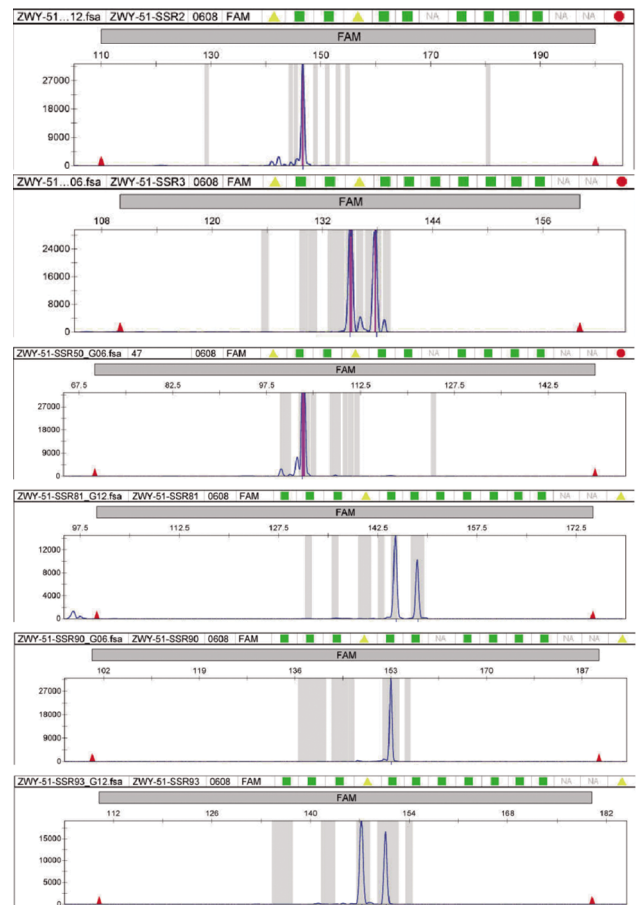 ZWY-51...12.fsa ZWY-51-SSR2 0608 FAM NA NA NA
FAM
110 130 150 170 190
27000
18000
9000
0
ZWY-51...06.fsa ZWY-51-SSR3 0608 FAM NA NA
FAM
108 120 132 144 156
24000
16000
8000
0
ZWY-51-SSR50_G06.fsa 47 0608 FAM NA NA NA
FAM
67.5 82.5 97.5 112.5 127.5 142.5
27000
18000
9000
0
ZWY-51-SSR81_G12.fsa ZWY-51-SSR81 0608 FAM NA NA
FAM
97.5 112.5 127.5 142.5 157.5 172.5
12000
8000
4000
0
ZWY-51-SSR90_G06.fsa ZWY-51-SSR90 0608 FAM NA NA NA
FAM
102 119 136 153 170 187
27000
18000
9000
0
ZWY-51-SSR93_G12.fsa ZWY-51-SSR93 0608 FAM NA NA
FAM
112 126 140 154 168 182
15000
10000
5000
0